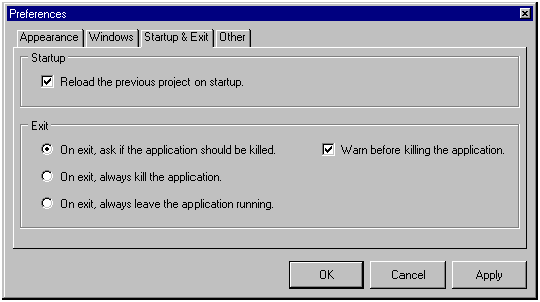 Preferences
Appearance Windows Startup & Exit Other
Startup
Reload the previous project on startup.
Exit
On exit, ask if the application should be killed. Warn before killing the application.
On exit, always kill the application.
On exit, always leave the application running.
OK Cancel Apply